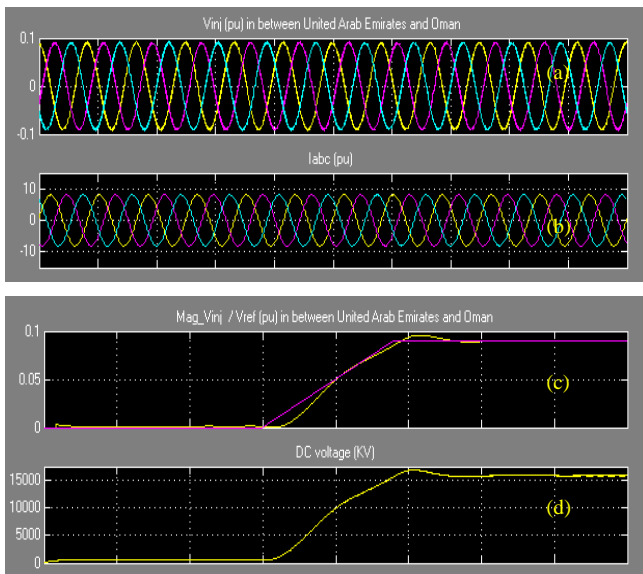 Vinj (pu) in between United Arab Emirates and Oman
0.1
(a)
0
-0.1
Iabc (pu)
10
0
(b)
-10
Mag_Vinj / Vref (pu) in between United Arab Emirates and Oman
0.1
0.05
(c)
0
DC voltage (KV)
15000
10000
(d)
5000
0